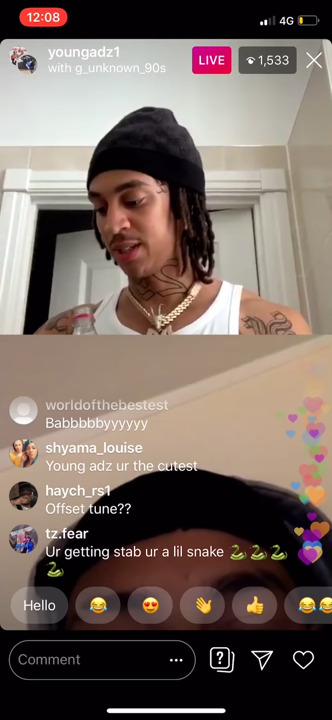 12:08
4G
youngadz1
with g_unknown_90s
LIVE
1,533
worldofthebestest
Babbbbbyyyyyy
shyama_louise
Young adz ur the cutest
haych_rs1
Offset tune??
tz.fear
Ur getting stab ur a lil snake 🐍🐍🐍
🐍
Hello
Comment